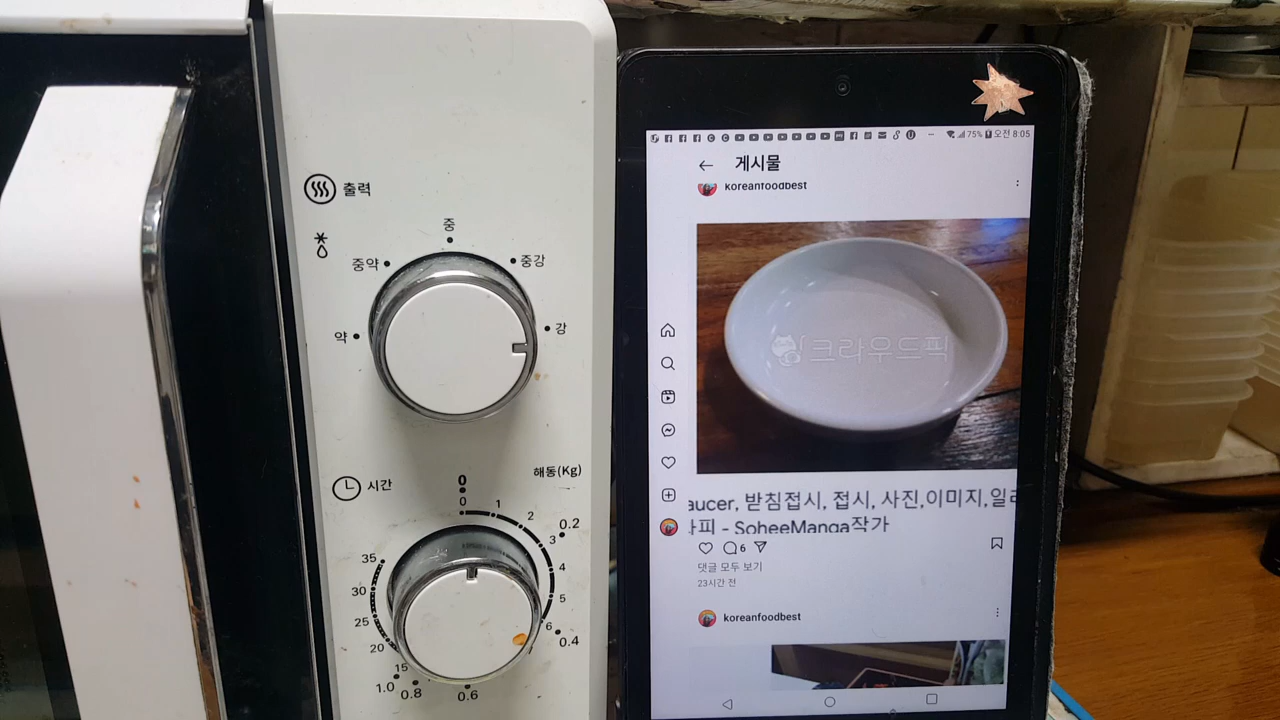 출력
중
중약
중강
약
강
시간
해동(Kg)
0
0
1
2
0.2
3
4
5
6
0.4
35
30
25
20
15
1.0
0.8
0.6
75% 오전 8:05
게시물
koreanfoodbest
크라우드픽
aucer, 받침접시, 접시, 사진,이미지,일러
피 - SoheeManga작가
6
댓글 모두 보기
23시간 전
koreanfoodbest